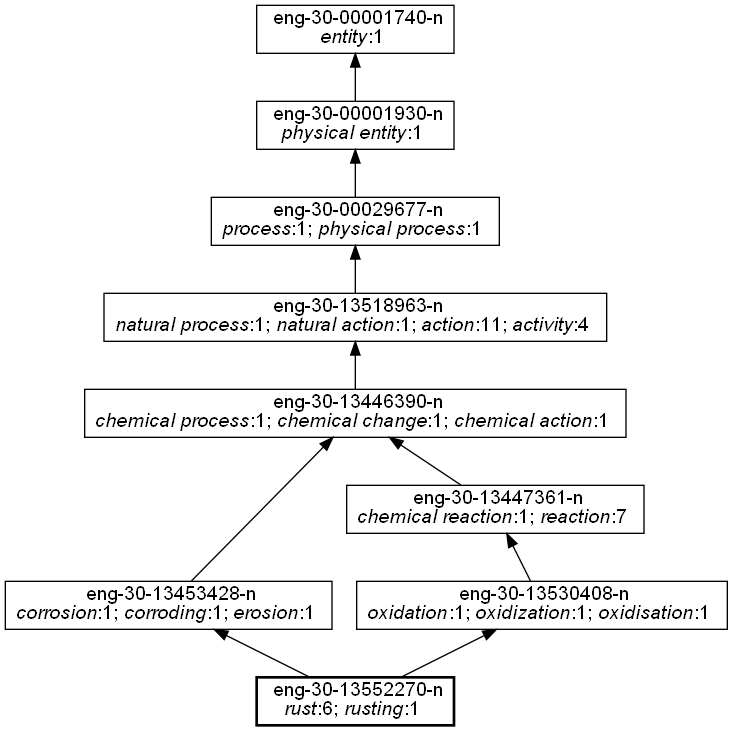 eng-30-00001740-n
entity:1
eng-30-00001930-n
physical entity:1
eng-30-00029677-n
process:1; physical process:1
eng-30-13518963-n
natural process:1; natural action:1; action:11; activity:4
eng-30-13446390-n
chemical process:1; chemical change:1; chemical action:1
eng-30-13447361-n
chemical reaction:1; reaction:7
eng-30-13453428-n
corrosion:1; corroding:1; erosion:1
eng-30-13530408-n
oxidation:1; oxidization:1; oxidisation:1
eng-30-13552270-n
rust:6; rusting:1